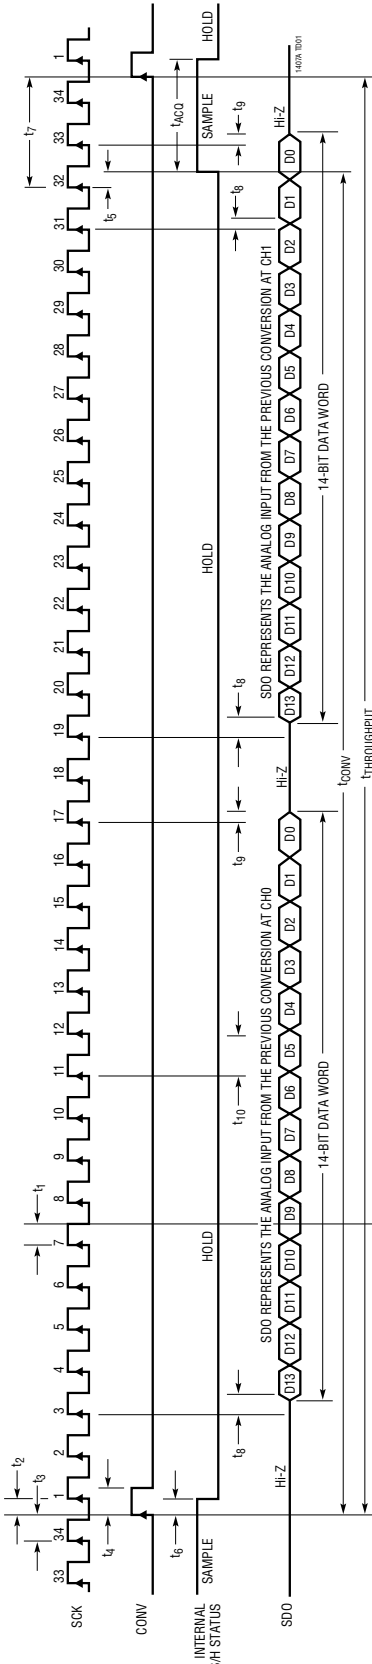 t2
t3
t1
t7
33 34 1 2 3 4 5 6 7 8 9 10 11 12 13 14 15 16 17 18 19 20 21 22 23 24 25 26 27 28 29 30 31 32 33 34 1
SCK
t4
t5
CONV
t6
tACQ
INTERNAL
S/H STATUS
SAMPLE HOLD HOLD SAMPLE HOLD
t8 t10 t9 t8 t8 t9
SDO REPRESENTS THE ANALOG INPUT FROM THE PREVIOUS CONVERSION AT CH0
SDO REPRESENTS THE ANALOG INPUT FROM THE PREVIOUS CONVERSION AT CH1
Hi-Z Hi-Z Hi-Z
SDO
D13 D12 D11 D10 D9 D8 D7 D6 D5 D4 D3 D2 D1 D0
D13 D12 D11 D10 D9 D8 D7 D6 D5 D4 D3 D2 D1 D0
1407A TD01
14-BIT DATA WORD
14-BIT DATA WORD
tCONV
tTHROUGHPUT